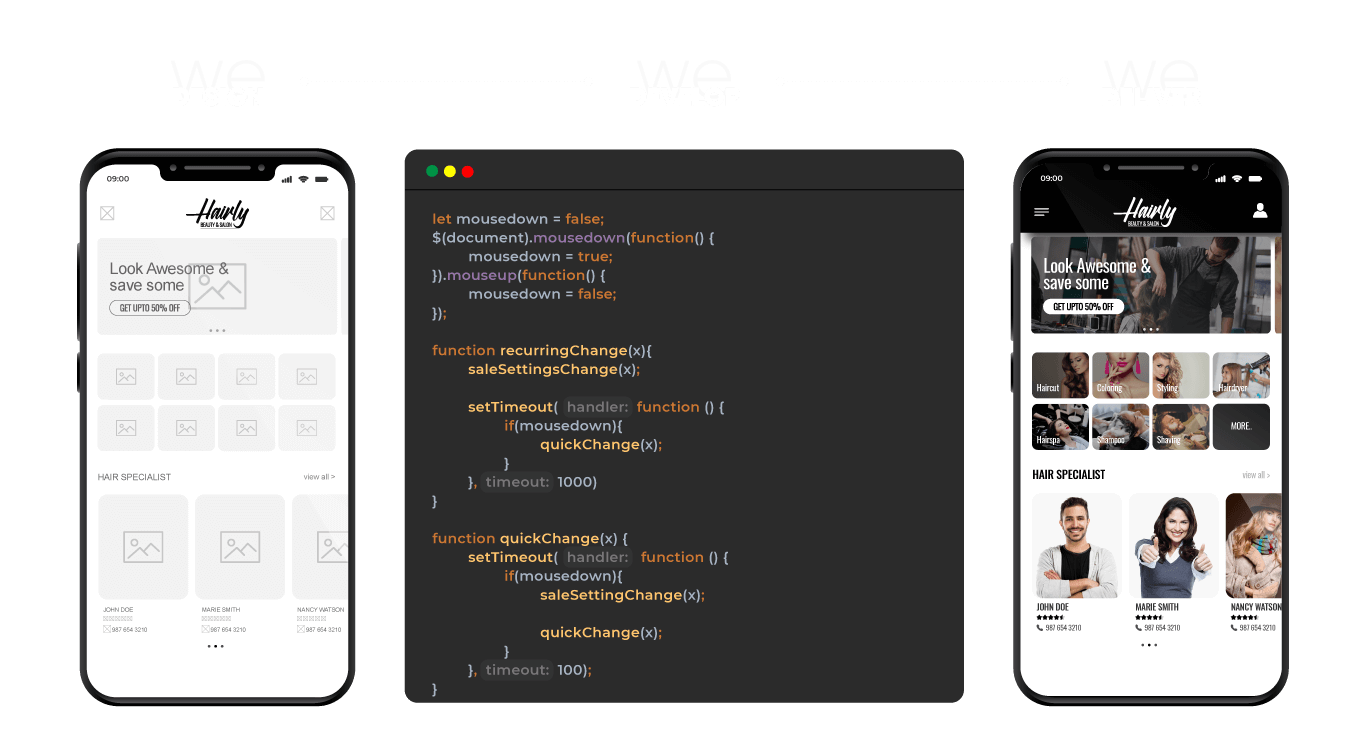 we
we
we
09:00
Hairly
BEAUTY & SALON
Look Awesome &
save some
GET UPTO 50% OFF
HAIR SPECIALIST
view all >
JOHN DOE
MARIE SMITH
NANCY WATSON
987 654 3210
987 654 3210
987 654 3210
let mousedown = false;
$(document).mousedown(function() {
mousedown = true;
}).mouseup(function() {
mousedown = false;
});
function recurringChange(x){
saleSettingsChange(x);
setTimeout( handler: function () {
if(mousedown){
quickChange(x);
}
}, timeout: 1000)
}
function quickChange(x) {
setTimeout( handler: function () {
if(mousedown){
saleSettingChange(x);
quickChange(x);
}
}, timeout: 100);
}
09:00
Hairly
BEAUTY & SALON
Look Awesome &
save some
GET UPTO 50% OFF
Haircut
Coloring
Styling
Hairdryer
Hairspa
Shampoo
Shaving
MORE..
HAIR SPECIALIST
view all >
JOHN DOE
MARIE SMITH
NANCY WATSON
987 654 3210
987 654 3210
987 654 3210